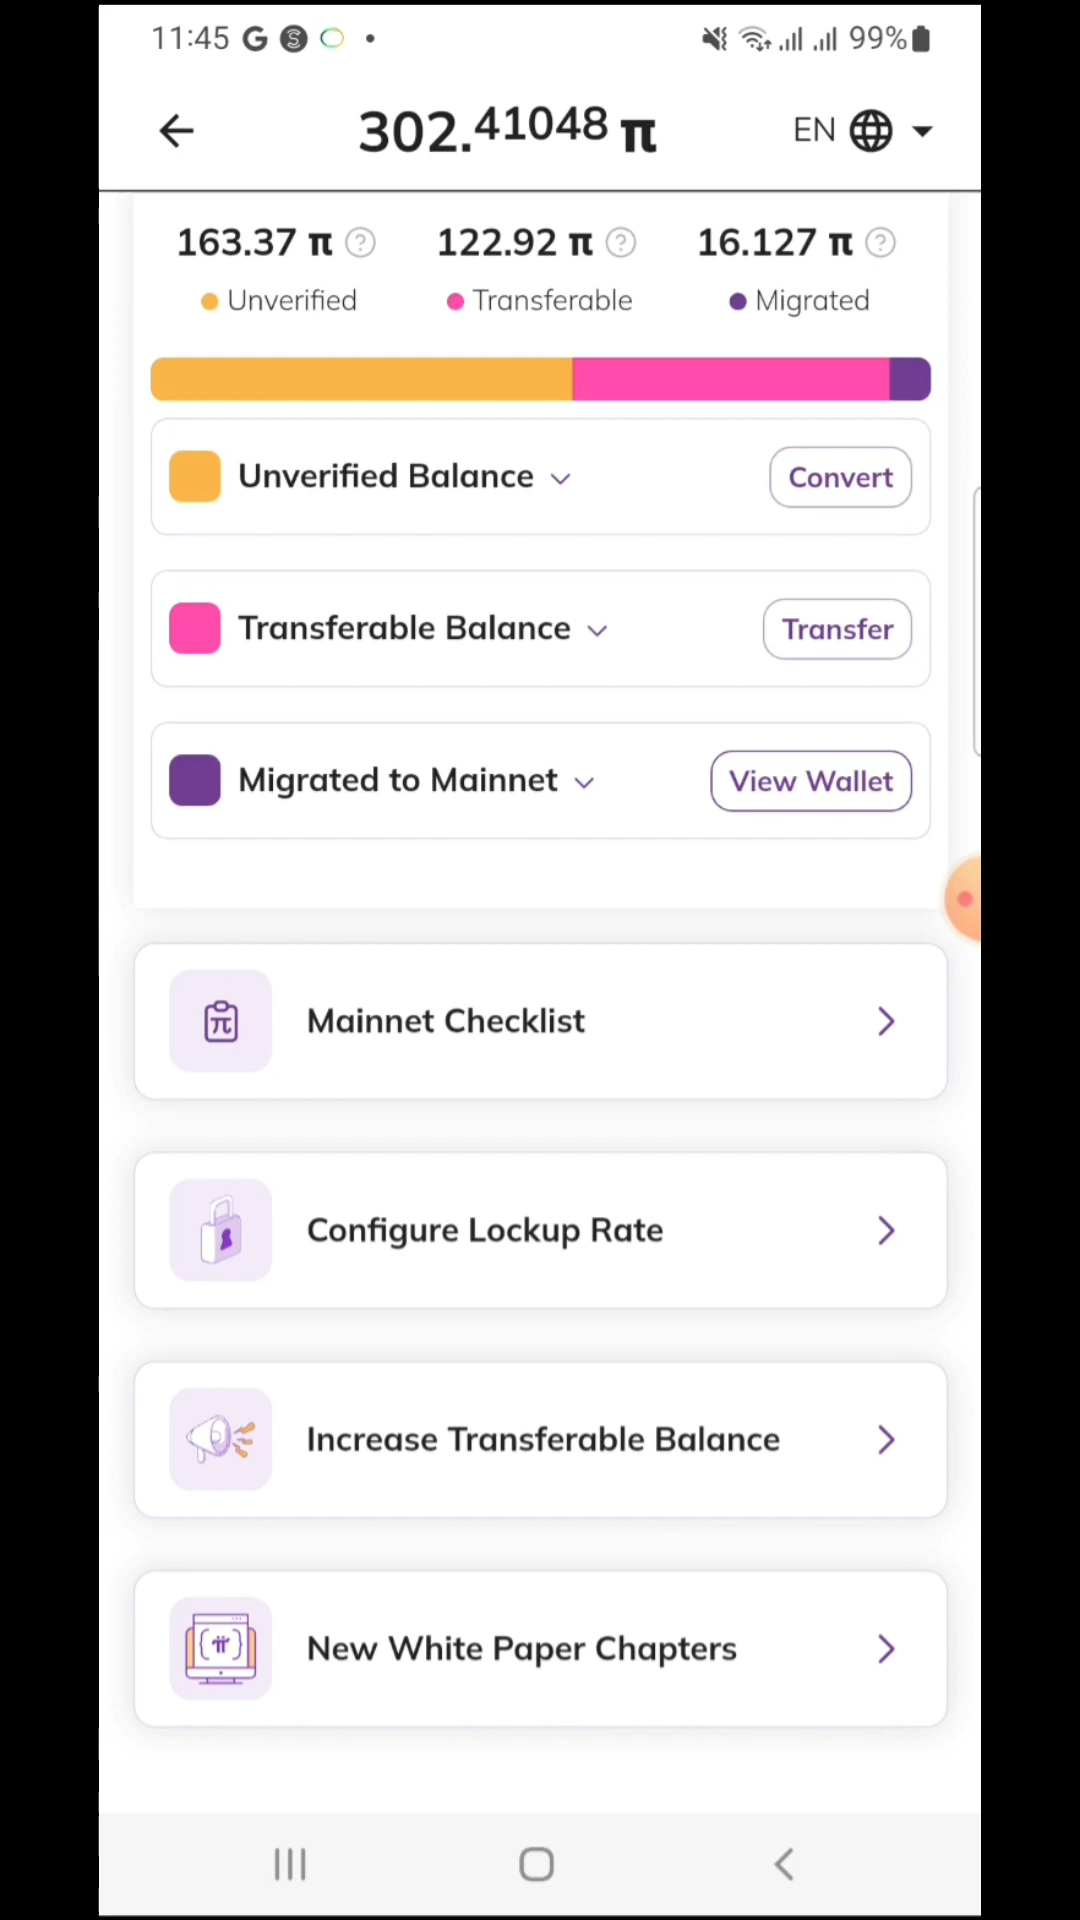 11:45 G S 99%
302.41048 π EN
163.37 π ? 122.92 π ? 16.127 π ?
Unverified Transferable Migrated
Unverified Balance Convert
Transferable Balance Transfer
Migrated to Mainnet View Wallet
Mainnet Checklist
Configure Lockup Rate
Increase Transferable Balance
New White Paper Chapters